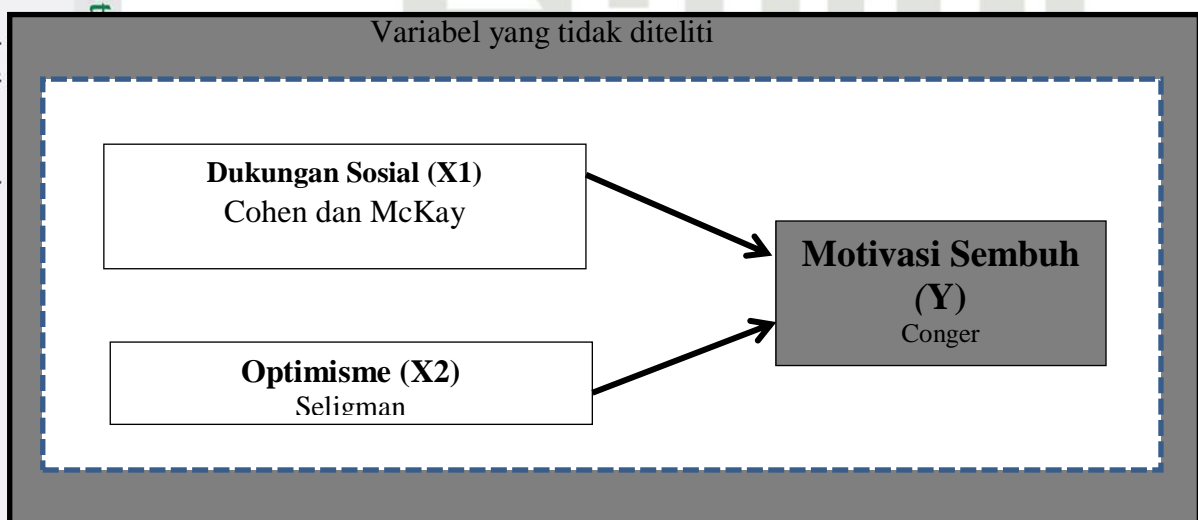 Variabel yang tidak diteliti
Dukungan Sosial (X1)
Cohen dan McKay
Motivasi Sembuh
(Y)
Conger
Optimisme (X2)
Seligman